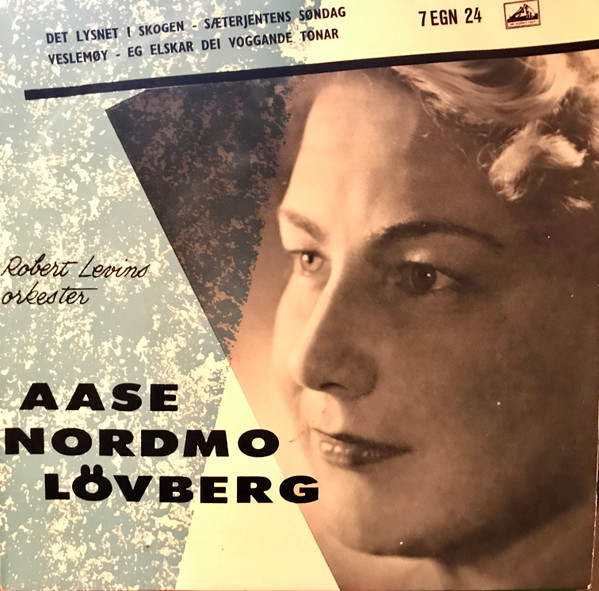 DET LYSNET I SKOGEN - SÆTERJENTENS SØNDAG
VESLEMØY - EG ELSKAR DEI VOGGANDE TONAR
7 EGN 24
Robert Levins
orkester
AASE
NORDMO
LÖVBERG